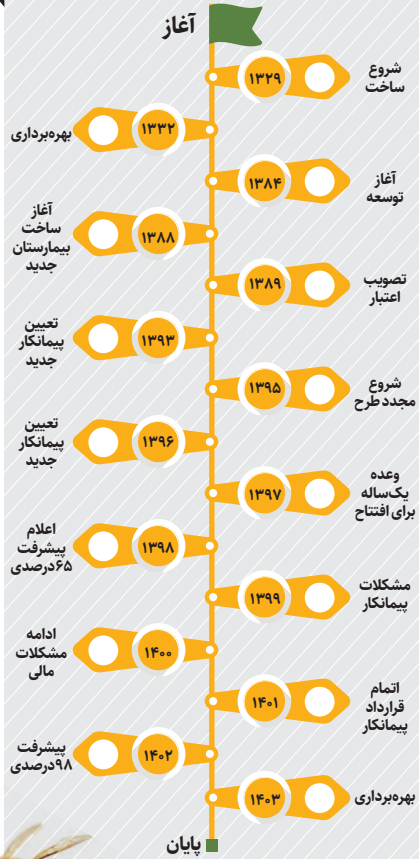 آغاز
۱۳۲۹
شروع
ساخت
۱۳۳۲
بهره‌برداری
۱۳۸۴
آغاز
توسعه
۱۳۸۸
آغاز
ساخت
بیمارستان
جدید
۱۳۸۹
تصویب
اعتبار
۱۳۹۳
تعیین
پیمانکار
جدید
۱۳۹۵
شروع
مجدد طرح
۱۳۹۶
تعیین
پیمانکار
جدید
۱۳۹۷
وعده
یک‌ساله
برای افتتاح
۱۳۹۸
اعلام
پیشرفت
۶۵درصدی
۱۳۹۹
مشکلات
پیمانکار
۱۴۰۰
ادامه
مشکلات
مالی
۱۴۰۱
اتمام
قرارداد
پیمانکار
۱۴۰۲
پیشرفت
۹۸درصدی
۱۴۰۳
بهره‌برداری
پایان